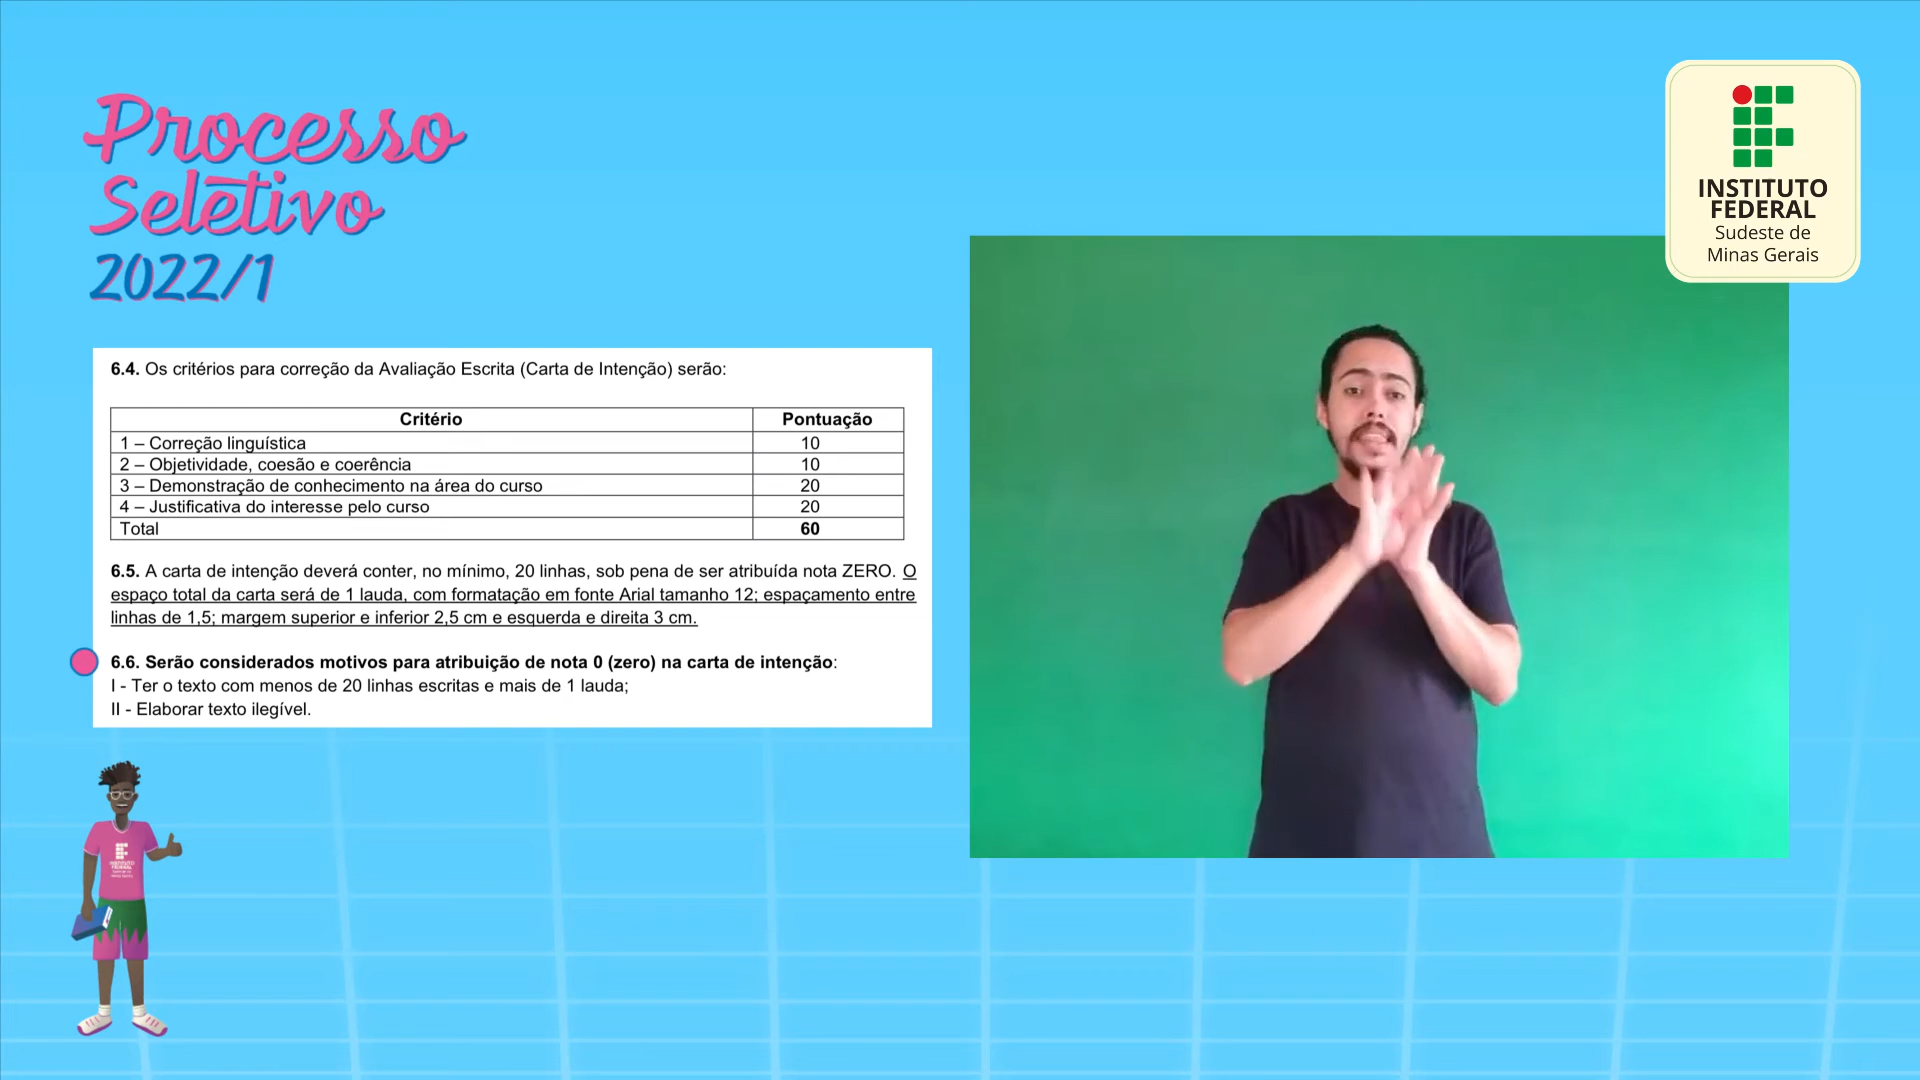 Processo
Seletivo
2022/1
INSTITUTO
FEDERAL
Sudeste de
Minas Gerais
6.4. Os critérios para correção da Avaliação Escrita (Carta de Intenção) serão:
Critério Pontuação
1 – Correção linguística 10
2 – Objetividade, coesão e coerência 10
3 – Demonstração de conhecimento na área do curso 20
4 – Justificativa do interesse pelo curso 20
Total 60
6.5. A carta de intenção deverá conter, no mínimo, 20 linhas, sob pena de ser atribuída nota ZERO. O
espaço total da carta será de 1 lauda, com formatação em fonte Arial tamanho 12; espaçamento entre
linhas de 1,5; margem superior e inferior 2,5 cm e esquerda e direita 3 cm.
6.6. Serão considerados motivos para atribuição de nota 0 (zero) na carta de intenção:
I - Ter o texto com menos de 20 linhas escritas e mais de 1 lauda;
II - Elaborar texto ilegível.
INSTITUTO
FEDERAL